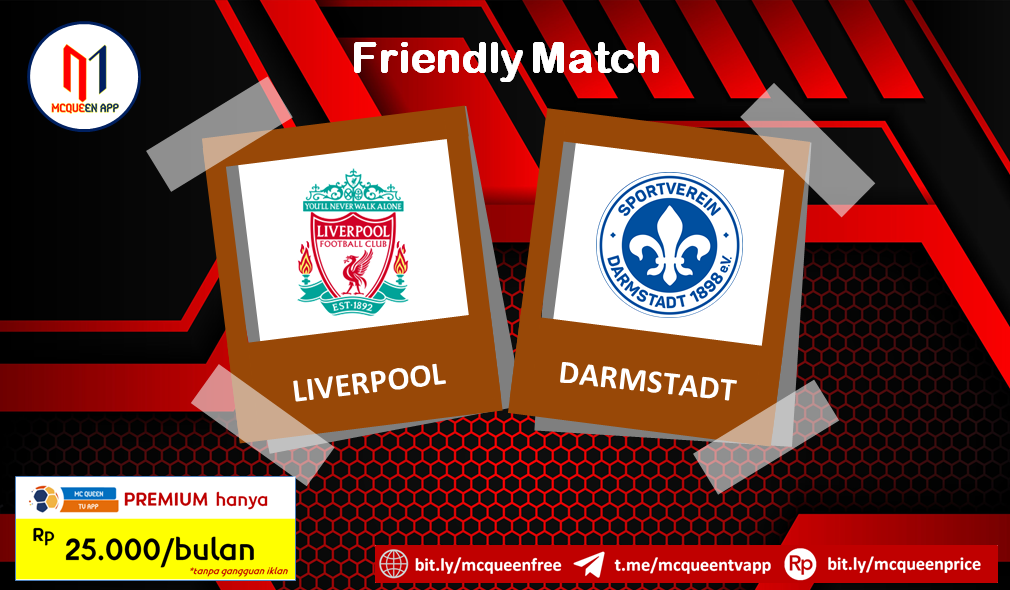 Friendly Match
M1
MCQUEEN APP
YOU'LL NEVER WALK ALONE
LIVERPOOL
FOOTBALL CLUB
EST·1892
LIVERPOOL
SPORTVEREIN
DARMSTADT 1898 e.V.
DARMSTADT
MC QUEEN
TV APP
PREMIUM hanya
Rp 25.000/bulan
*tanpa gangguan iklan
bit.ly/mcqueenfree
t.me/mcqueentvapp
Rp
bit.ly/mcqueenprice